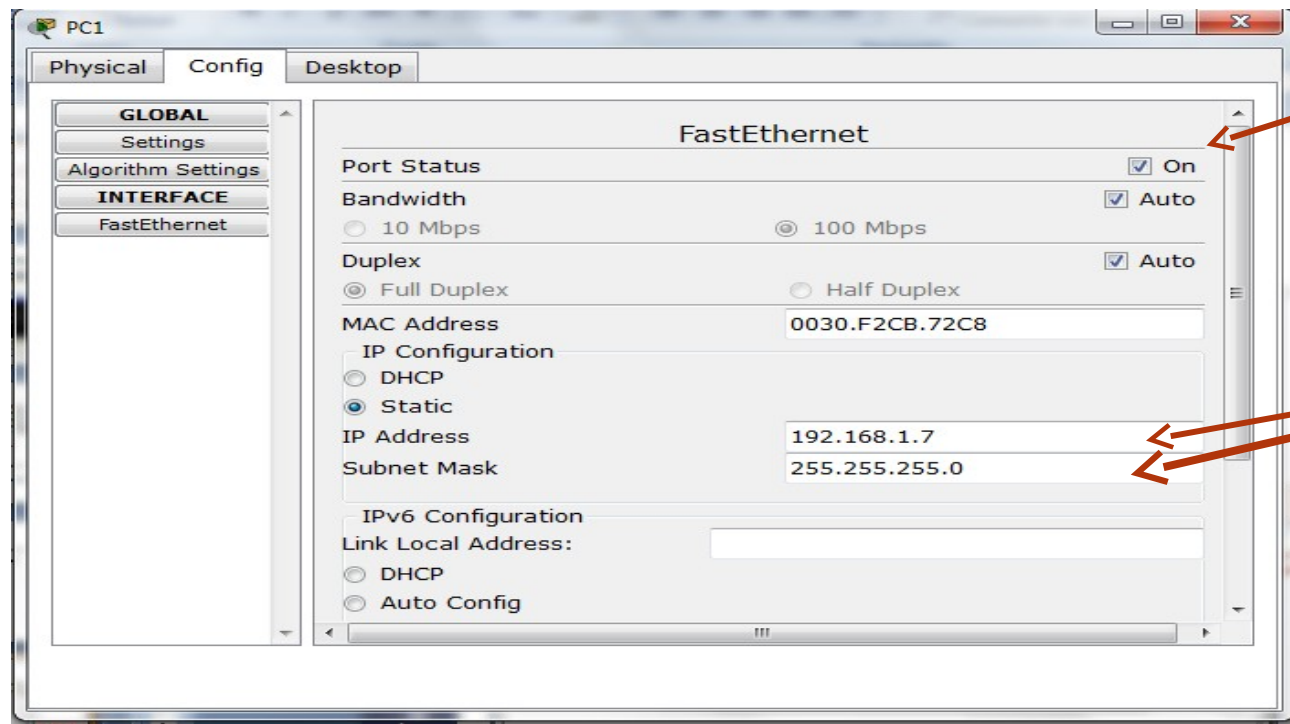 PC1
Physical Config Desktop
GLOBAL
Settings
Algorithm Settings
INTERFACE
FastEthernet
FastEthernet
Port Status On
Bandwidth Auto
10 Mbps 100 Mbps
Duplex Auto
Full Duplex Half Duplex
MAC Address 0030.F2CB.72C8
IP Configuration
DHCP
Static
IP Address 192.168.1.7
Subnet Mask 255.255.255.0
IPv6 Configuration
Link Local Address:
DHCP
Auto Config